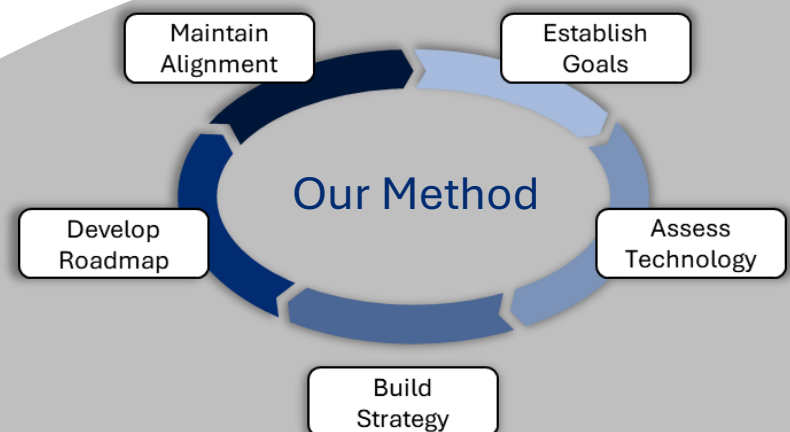 Maintain
Alignment
Establish
Goals
Our Method
Develop
Roadmap
Assess
Technology
Build
Strategy